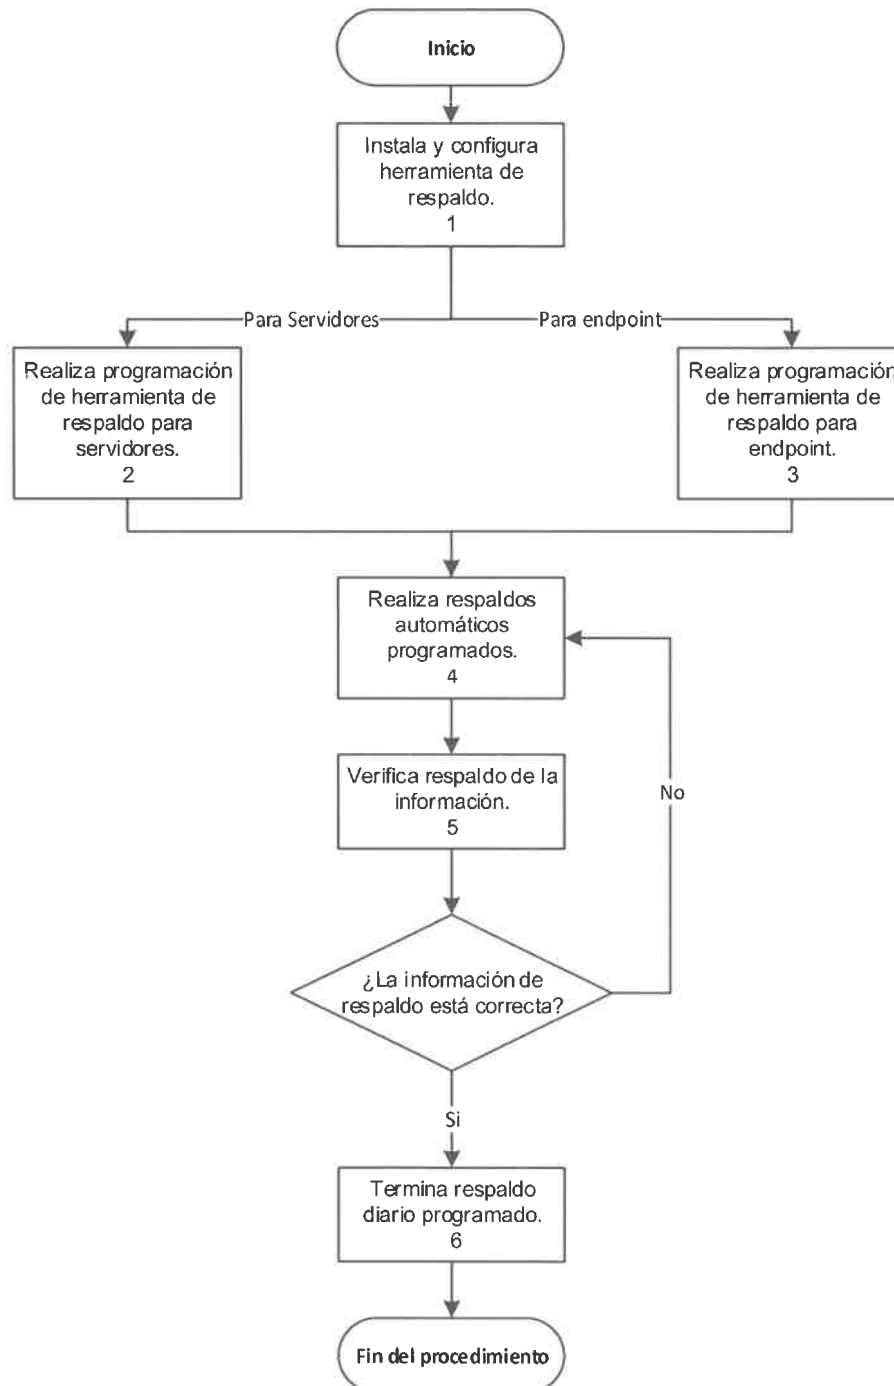 Inicio
Instala y configura
herramienta de
respaldo.
1
Para Servidores
Para endpoint
Realiza programación
de herramienta de
respaldo para
servidores.
2
Realiza programación
de herramienta de
respaldo para
endpoint.
3
Realiza respaldos
automáticos
programados.
4
Verifica respaldo de la
información.
5
No
¿La información de
respaldo está correcta?
Si
Termina respaldo
diario programado.
6
Fin del procedimiento